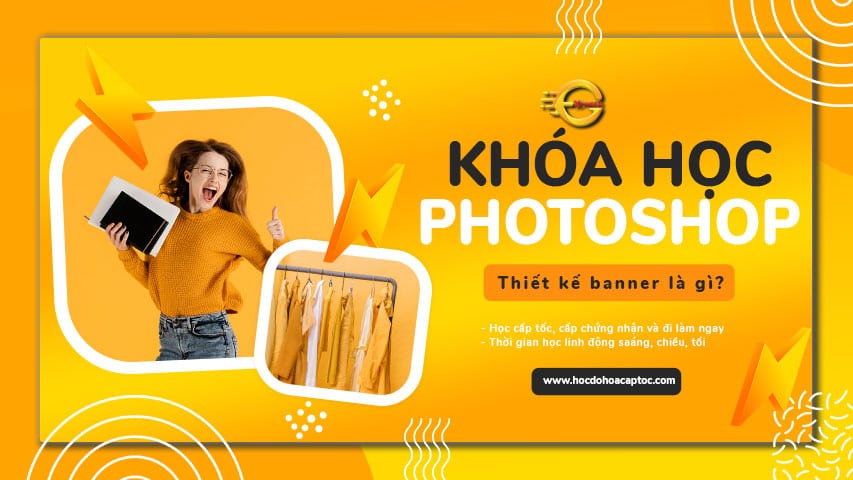 KHÓA HỌC
PHOTOSHOP
Thiết kế banner là gì?
- Học cấp tốc, cấp chứng nhận và đi làm ngay
- Thời gian học linh động saáng, chiều, tối
www.hocdohoacaptoc.com